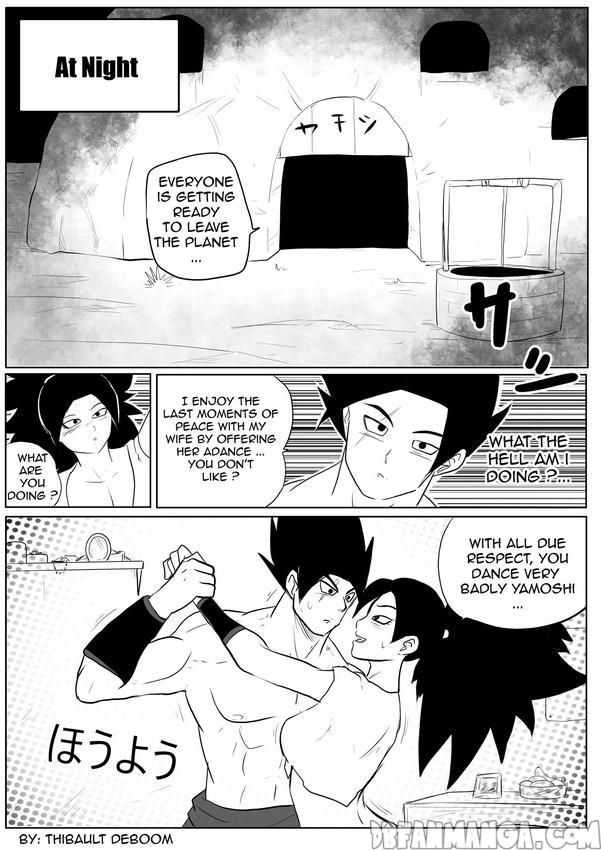 At Night
ヤモシ
EVERYONE
IS GETTING
READY
TO LEAVE
THE PLANET
...
ザッ
WHAT
ARE
YOU
DOING ?
I ENJOY THE
LAST MOMENTS OF
PEACE WITH MY
WIFE BY OFFERING
HER ADANCE ...
YOU DON'T
LIKE ?
WHAT THE
HELL AM I
DOING ?...
WITH ALL DUE
RESPECT, YOU
DANCE VERY
BADLY YAMOSHI
...
ほうよう
BY: THIBAULT DEBOOM
DBFANMANGA.COM